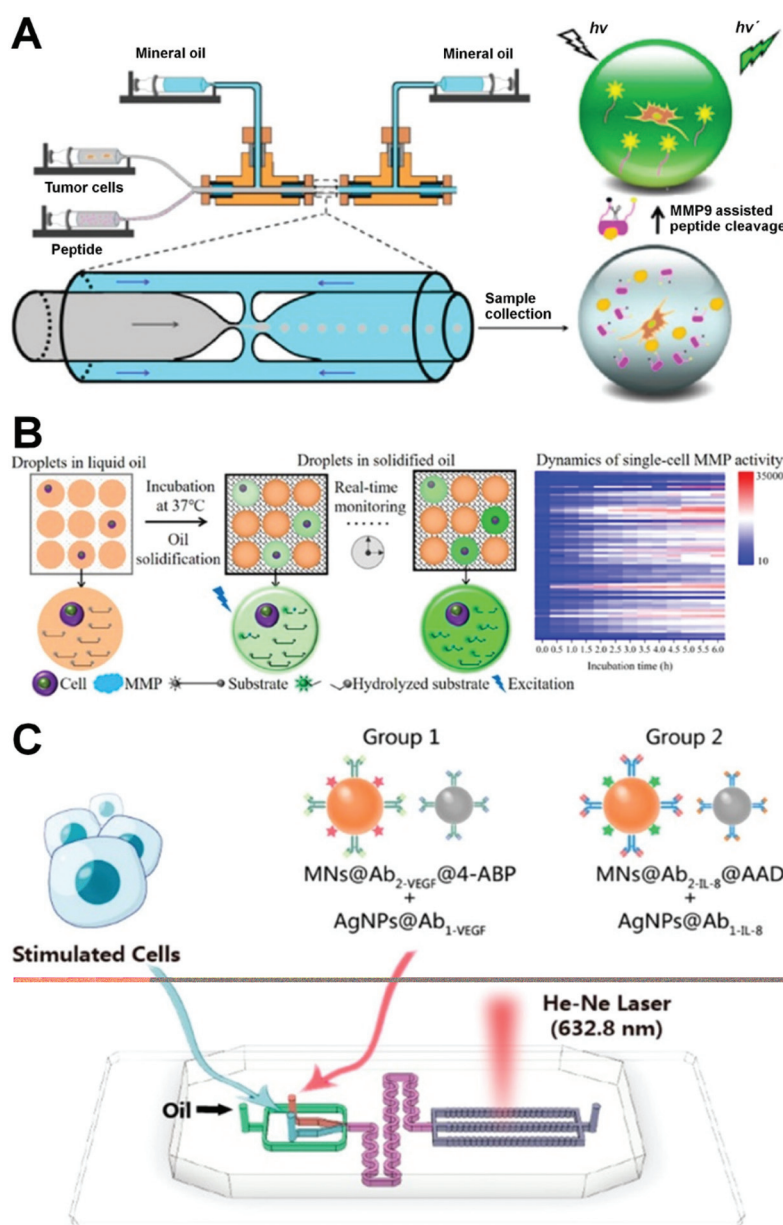 A
Mineral oil
Mineral oil
Tumor cells
Peptide
hv
hv´
MMP9 assisted
peptide cleavage
Sample
collection
B
Droplets in liquid oil
Incubation
at 37℃
Oil
solidification
Droplets in solidified oil
Real-time
monitoring
Dynamics of single-cell MMP activity
35000
10
0.0 0.5 1.0 1.5 2.0 2.5 3.0 3.5 4.0 4.5 5.0 5.5 6.0
Incubation time (h)
Cell MMP Substrate Hydrolyzed substrate Excitation
C
Group 1
Group 2
MNs@Ab2-VEGF@4-ABP
+
AgNPs@Ab1-VEGF
MNs@Ab2-IL-8@AAD
+
AgNPs@Ab1-IL-8
Stimulated Cells
He-Ne Laser
(632.8 nm)
Oil